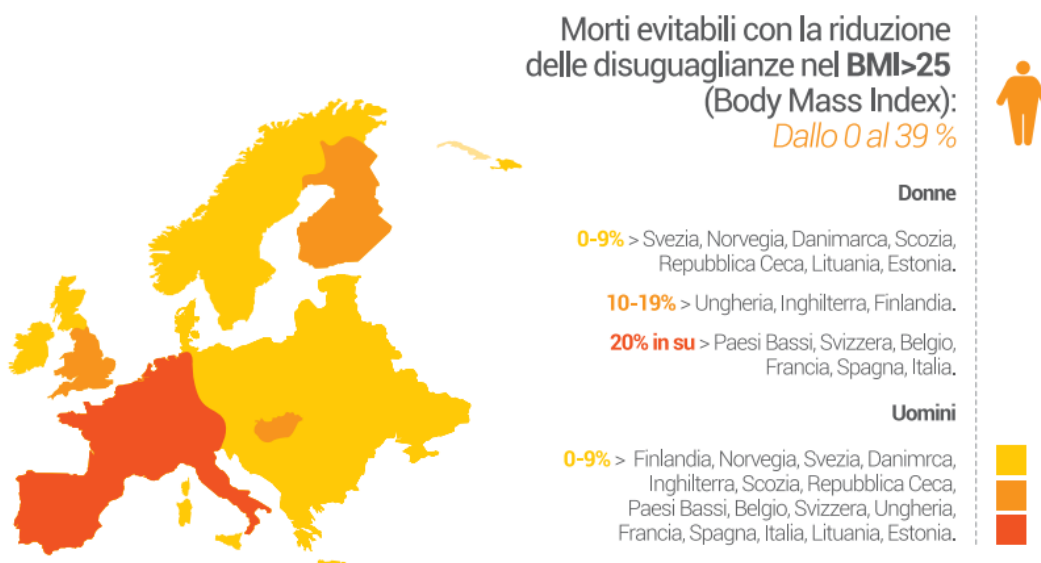 Morti evitabili con la riduzione
delle disuguaglianze nel BMI>25
(Body Mass Index):
Dallo 0 al 39 %
Donne
0-9% > Svezia, Norvegia, Danimarca, Scozia,
Repubblica Ceca, Lituania, Estonia.
10-19% > Ungheria, Inghilterra, Finlandia.
20% in su > Paesi Bassi, Svizzera, Belgio,
Francia, Spagna, Italia.
Uomini
0-9% > Finlandia, Norvegia, Svezia, Danimrca,
Inghilterra, Scozia, Repubblica Ceca,
Paesi Bassi, Belgio, Svizzera, Ungheria,
Francia, Spagna, Italia, Lituania, Estonia.